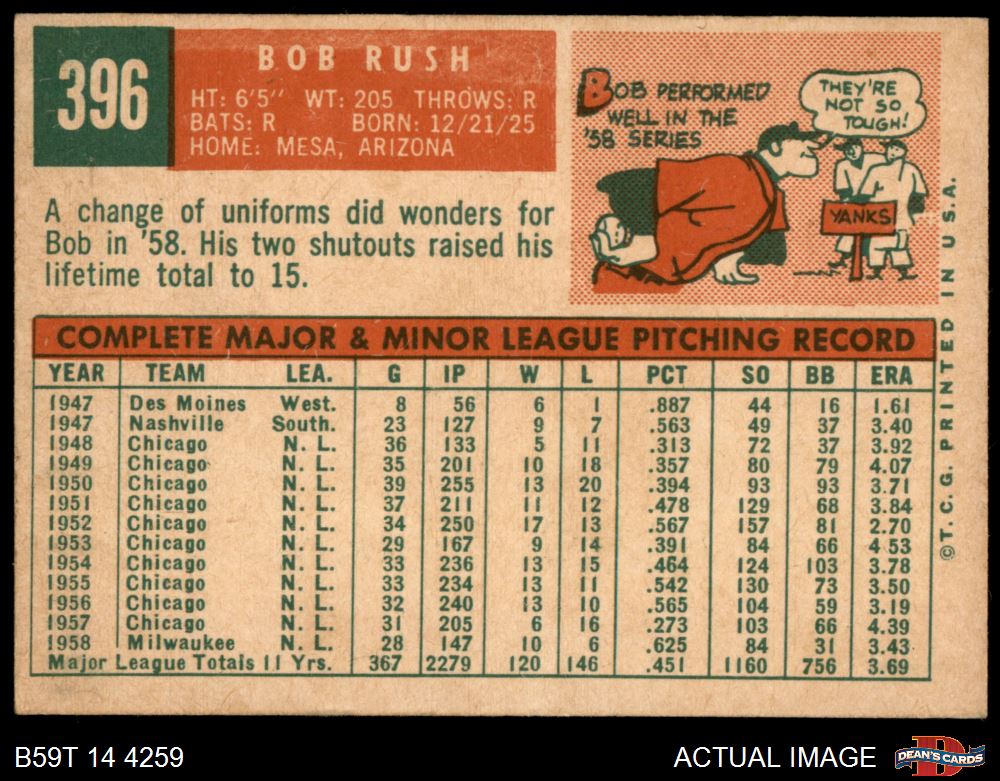 396
BOB RUSH
HT: 6'5" WT: 205 THROWS: R
BATS: R BORN: 12/21/25
HOME: MESA, ARIZONA
A change of uniforms did wonders for
Bob in '58. His two shutouts raised his
lifetime total to 15.
BOB PERFORMED
WELL IN THE
'58 SERIES
THEY'RE
NOT SO
TOUGH!
YANKS
COMPLETE MAJOR & MINOR LEAGUE PITCHING RECORD
YEAR TEAM LEA. G IP W L PCT SO BB ERA
1947 Des Moines West. 8 56 6 1 .887 44 16 1.61
1947 Nashville South. 23 127 9 7 .563 49 37 3.40
1948 Chicago N. L. 36 133 5 11 .313 72 37 3.92
1949 Chicago N. L. 35 201 10 18 .357 80 79 4.07
1950 Chicago N. L. 39 255 13 20 .394 93 93 3.71
1951 Chicago N. L. 37 211 11 12 .478 129 68 3.84
1952 Chicago N. L. 34 250 17 13 .567 157 81 2.70
1953 Chicago N. L. 29 167 9 14 .391 84 66 4.53
1954 Chicago N. L. 33 236 13 15 .464 124 103 3.78
1955 Chicago N. L. 33 234 13 11 .542 130 73 3.50
1956 Chicago N. L. 32 240 13 10 .565 104 59 3.19
1957 Chicago N. L. 31 205 6 16 .273 103 66 4.39
1958 Milwaukee N. L. 28 147 10 6 .625 84 31 3.43
Major League Totals 11 Yrs. 367 2279 120 146 .451 1160 756 3.69
© T. C. G. PRINTED IN U. S. A.
B59T 14 4259
ACTUAL IMAGE
DEAN'S CARDS